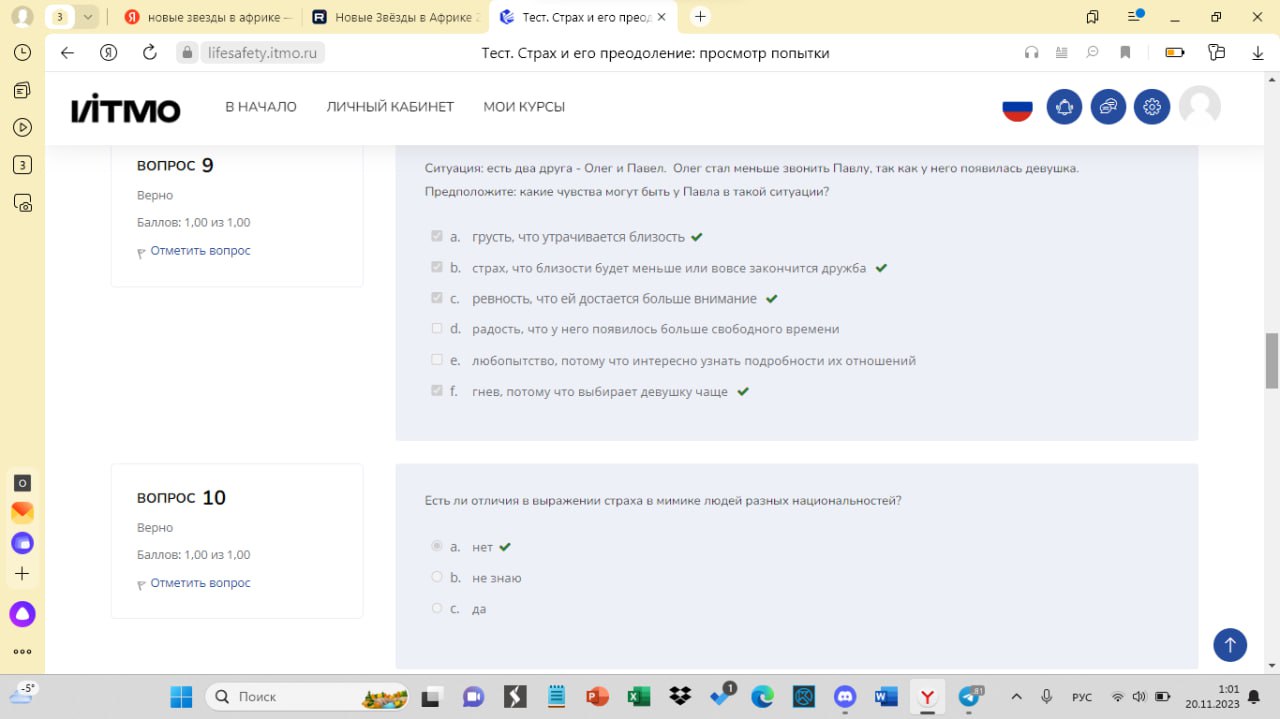 3
новые звезды в африке —
Новые Звёзды в Африке 2
Тест. Страх и его преод
lifesafety.itmo.ru
Тест. Страх и его преодоление: просмотр попытки
ИТМО
В НАЧАЛО
ЛИЧНЫЙ КАБИНЕТ
МОИ КУРСЫ
3
ВОПРОС 9
Верно
Баллов: 1,00 из 1,00
Отметить вопрос
Ситуация: есть два друга - Олег и Павел. Олег стал меньше звонить Павлу, так как у него появилась девушка.
Предположите: какие чувства могут быть у Павла в такой ситуации?
a. грусть, что утрачивается близость
b. страх, что близости будет меньше или вовсе закончится дружба
c. ревность, что ей достается больше внимание
d. радость, что у него появилось больше свободного времени
e. любопытство, потому что интересно узнать подробности их отношений
f. гнев, потому что выбирает девушку чаще
ВОПРОС 10
Верно
Баллов: 1,00 из 1,00
Отметить вопрос
Есть ли отличия в выражении страха в мимике людей разных национальностей?
a. нет
b. не знаю
c. да
-5°
Поиск
1
81
РУС
1:01
20.11.2023